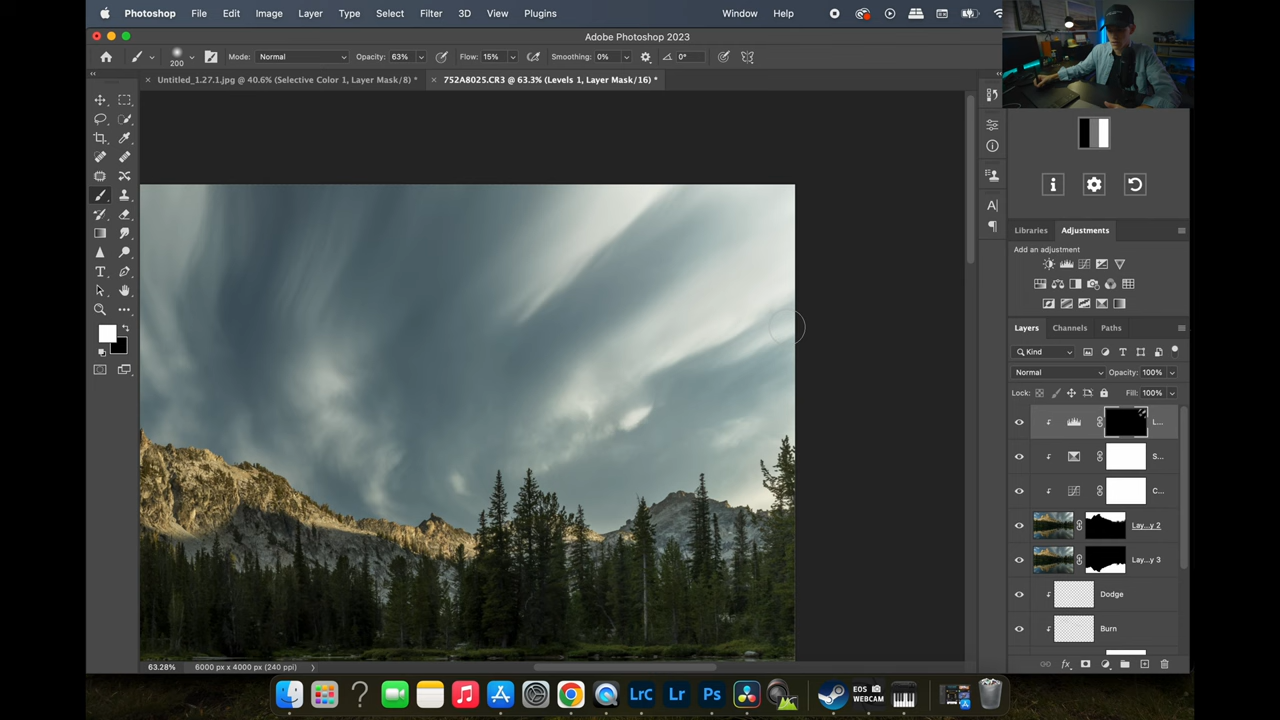 Photoshop File Edit Image Layer Type Select Filter 3D View Plugins Window Help
Adobe Photoshop 2023
200 Mode: Normal Opacity: 63% Flow: 15% Smoothing: 0% 0°
Untitled_1.27.1.jpg @ 40.6% (Selective Color 1, Layer Mask/8) * 752A8025.CR3 @ 63.3% (Levels 1, Layer Mask/16) *
Libraries Adjustments
Add an adjustment
Layers Channels Paths
Kind
Normal Opacity: 100%
Lock: Fill: 100%
L...
S...
C...
Lay...y 2
Lay...y 3
Dodge
Burn
63.28% 6000 px x 4000 px (240 ppi)
Lrc Lr Ps EOS WEBCAM